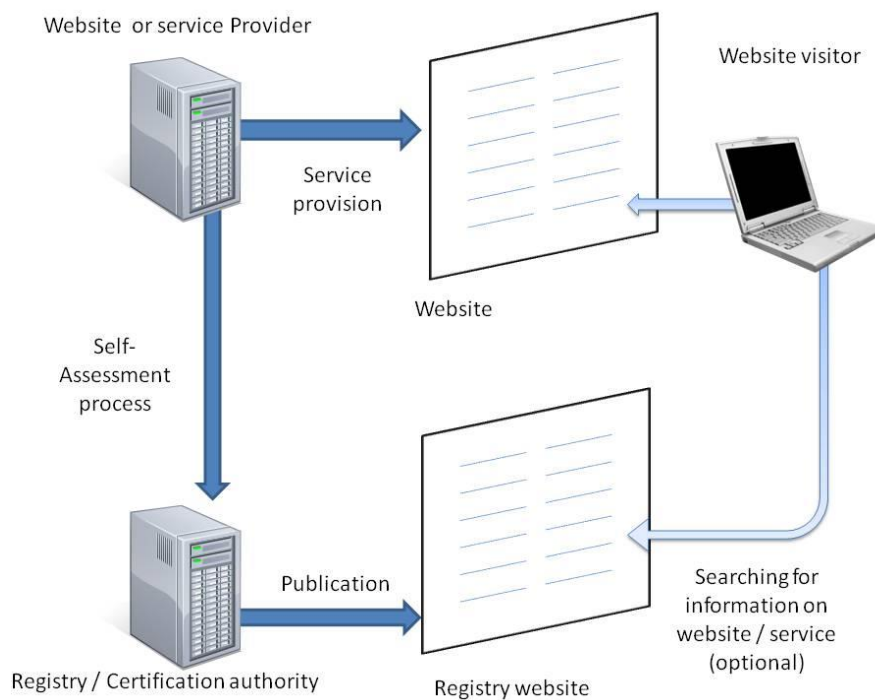 Website or service Provider
Website visitor
Service
provision
Website
Self-
Assessment
process
Publication
Searching for
information on
website / service
(optional)
Registry / Certification authority
Registry website